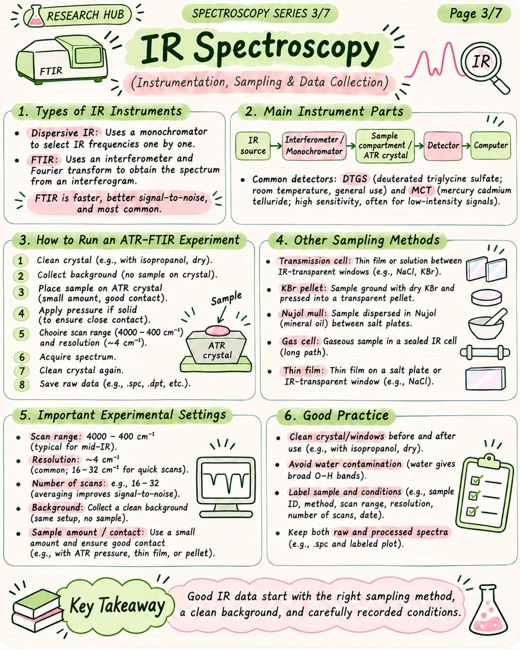 RESEARCH HUB
SPECTROSCOPY SERIES 3/7
Page 3/7
FTIR
IR Spectroscopy
IR
(Instrumentation, Sampling & Data Collection)
1. Types of IR Instruments
• Dispersive IR: Uses a monochromator
to select IR frequencies one by one.
• FTIR: Uses an interferometer and
Fourier transform to obtain the spectrum
from an interferogram.
FTIR is faster, better signal-to-noise,
and most common.
2. Main Instrument Parts
IR
source
Interferometer /
Monochromator
Sample
compartment /
ATR crystal
Detector
Computer
• Common detectors: DTGS (deuterated triglycine sulfate;
room temperature, general use) and MCT (mercury cadmium
telluride; high sensitivity, often for low-intensity signals).
3. How to Run an ATR-FTIR Experiment
1 Clean crystal (e.g., with isopropanol, dry).
2 Collect background (no sample on crystal).
3 Place sample on ATR crystal
(small amount, good contact).
4 Apply pressure if solid
(to ensure close contact).
5 Chooire scan range (4000 – 400 cm⁻¹)
and resolution (~4 cm⁻¹).
6 Acquire spectrum.
7 Clean crystal again.
8 Save raw data (e.g., .spc, .dpt, etc.).
Sample
ATR
crystal
4. Other Sampling Methods
• Transmission cell: Thin film or solution between
IR-transparent windows (e.g., NaCl, KBr).
• KBr pellet: Sample ground with dry KBr and
pressed into a transparent pellet.
• Nujol mull: Sample dispersed in Nujol
(mineral oil) between salt plates.
• Gas cell: Gaseous sample in a sealed IR cell
(long path).
• Thin film: Thin film on a salt plate or
IR-transparent window (e.g., NaCl).
5. Important Experimental Settings
• Scan range: 4000 – 400 cm⁻¹
(typical for mid-IR).
• Resolution: ~4 cm⁻¹
(common; 16 – 32 cm⁻¹ for quick scans).
• Number of scans: e.g., 16 – 32
(averaging improves signal-to-noise).
• Background: Collect a clean background
(same setup, no sample).
• Sample amount / contact: Use a small
amount and ensure good contact
(e.g., with ATR pressure, thin film, or pellet).
6. Good Practice
• Clean crystal/windows before and after
use (e.g., with isopropanol, dry).
• Avoid water contamination (water gives
broad O–H bands).
• Label sample and conditions (e.g., sample
ID, method, scan range, resolution,
number of scans, date).
• Keep both raw and processed spectra
(e.g., .spc and labeled plot).
Key Takeaway
Good IR data start with the right sampling method,
a clean background, and carefully recorded conditions.